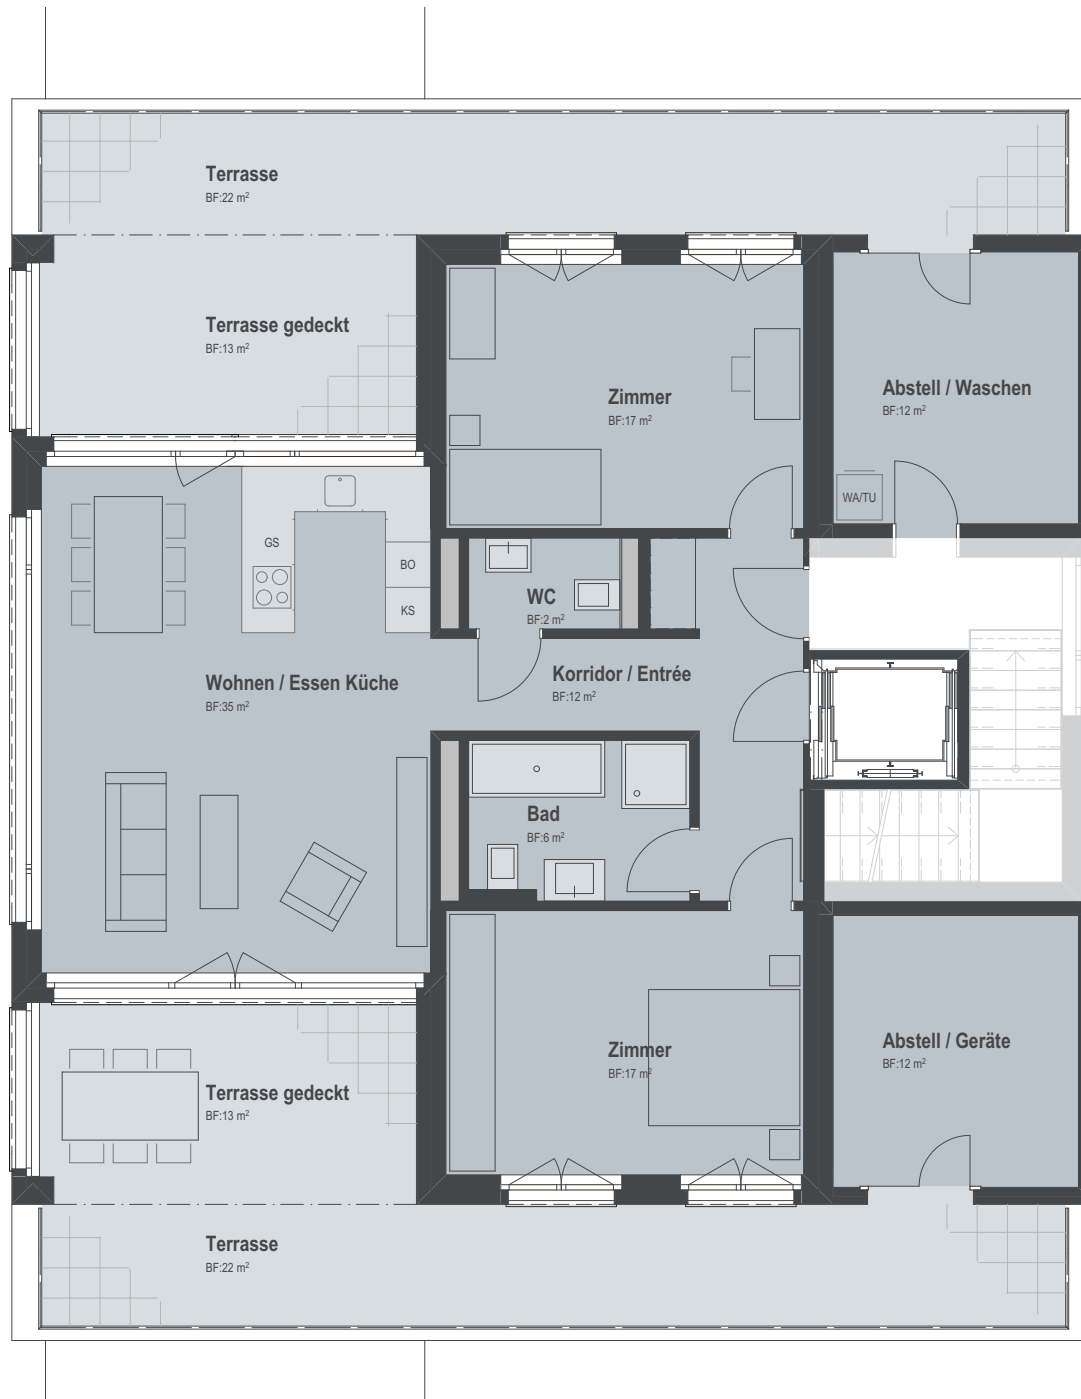 Terrasse
BF:22 m²
Terrasse gedeckt
BF:13 m²
Zimmer
BF:17 m²
Abstell / Waschen
BF:12 m²
WA/TU
GS
BO
KS
WC
BF:2 m²
Wohnen / Essen Küche
BF:35 m²
Korridor / Entrée
BF:12 m²
Bad
BF:6 m²
Zimmer
BF:17 m²
Abstell / Geräte
BF:12 m²
Terrasse gedeckt
BF:13 m²
Terrasse
BF:22 m²